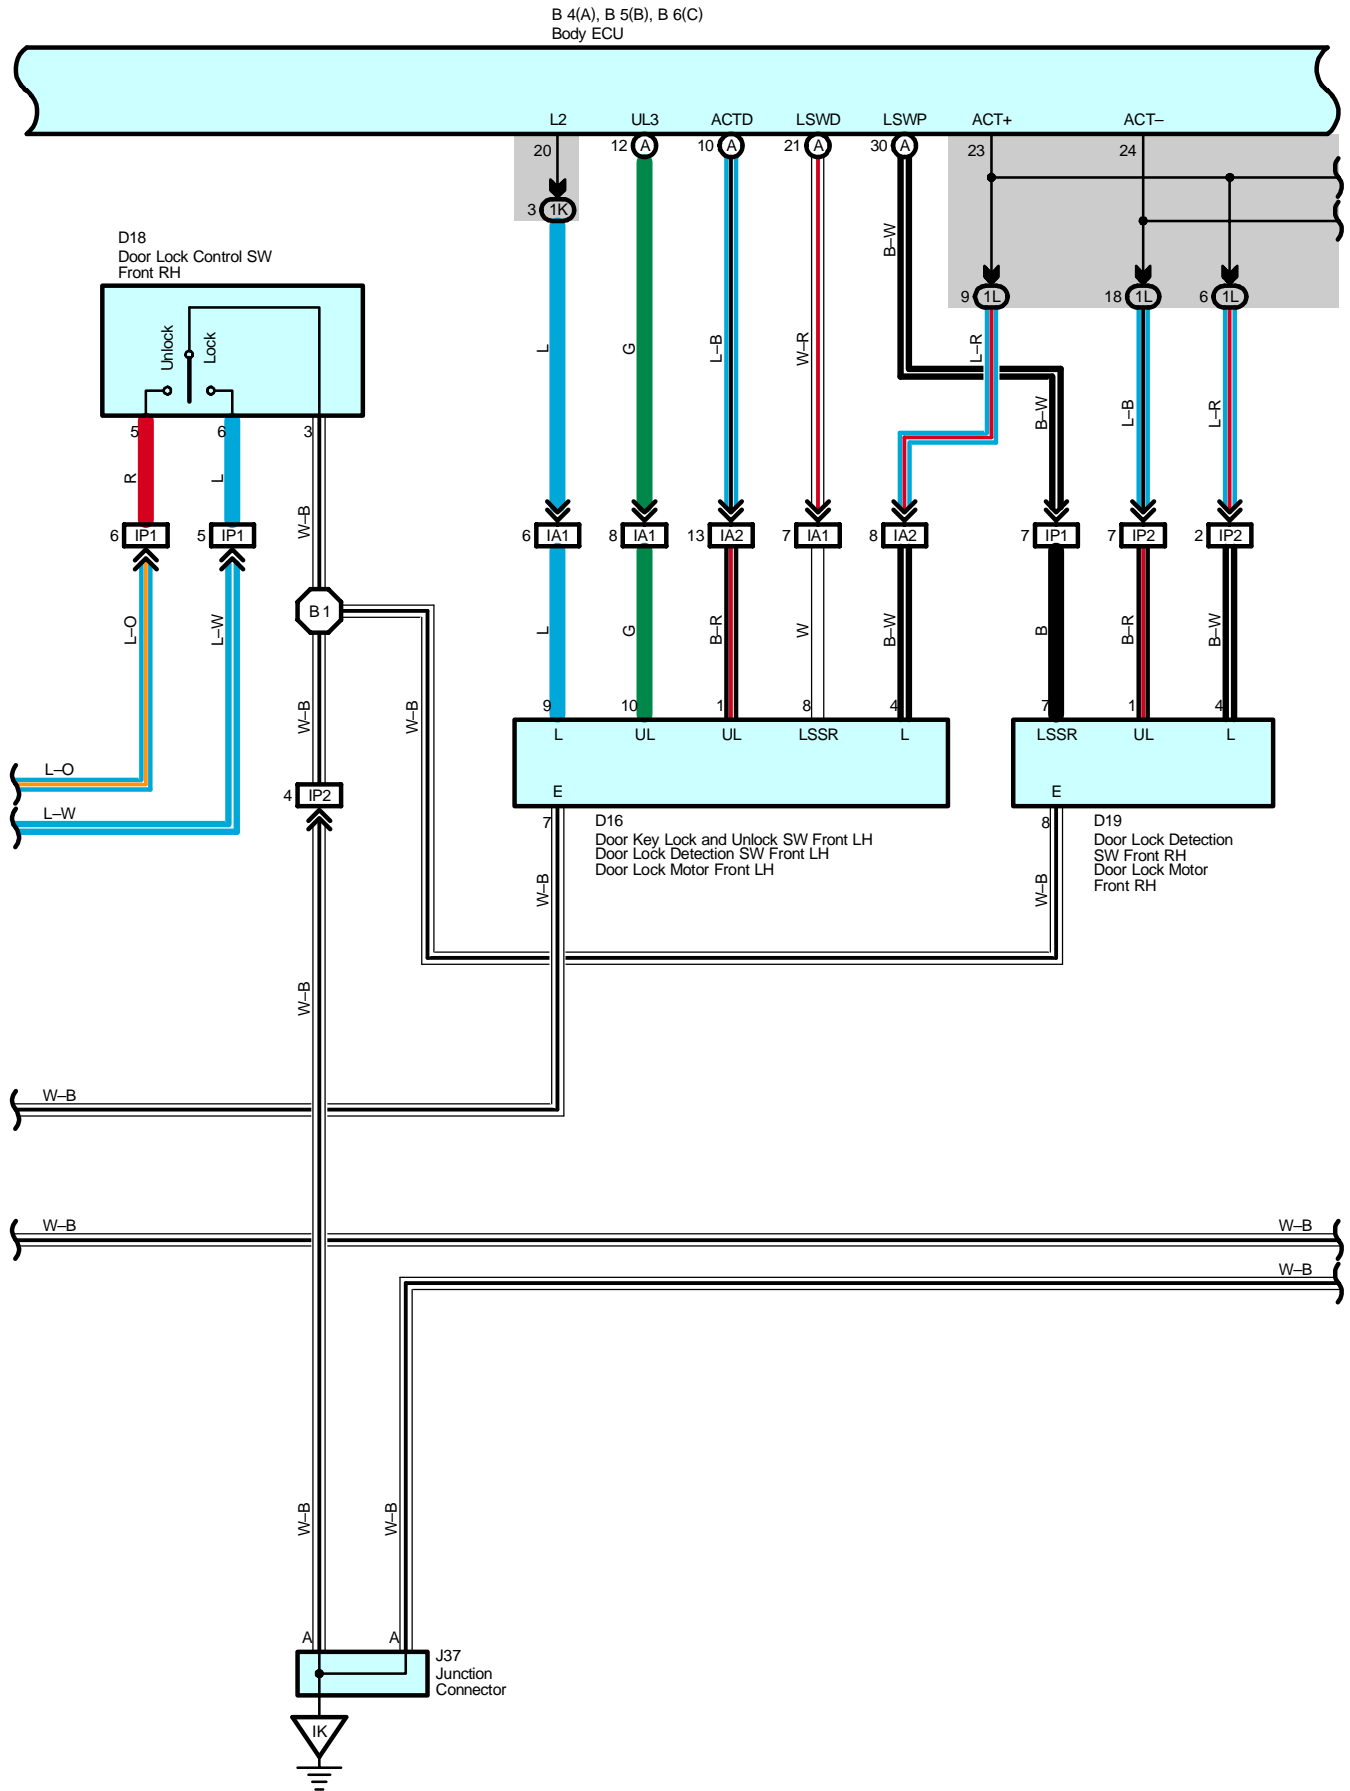 B 4(A), B 5(B), B 6(C)
Body ECU
L2 UL3 ACTD LSWD LSWP ACT+ ACT–
20 12 A 10 A 21 A 30 A 23 24
3 1K
D18
Door Lock Control SW
Front RH
B–W
9 1L 18 1L 6 1L
Unlock
Lock
L G L–B W–R L–R
B–W L–B L–R
5 6 3
R L W–B
6 IP1 5 IP1 6 IA1 8 IA1 13 IA2 7 IA1 8 IA2 7 IP1 7 IP2 2 IP2
B 1
L–O L–W L G B–R W B–W B B–R B–W
W–B W–B
9 10 1 8 4 7 1 4
L UL UL LSSR L LSSR UL L
L–O
4 IP2
E E
L–W
7 D16 8 D19
Door Key Lock and Unlock SW Front LH
Door Lock Detection SW Front LH
Door Lock Motor Front LH
Door Lock Detection
SW Front RH
Door Lock Motor
Front RH
W–B W–B
W–B
W–B
W–B W–B
W–B
W–B W–B
A A
J37
Junction
Connector
IK